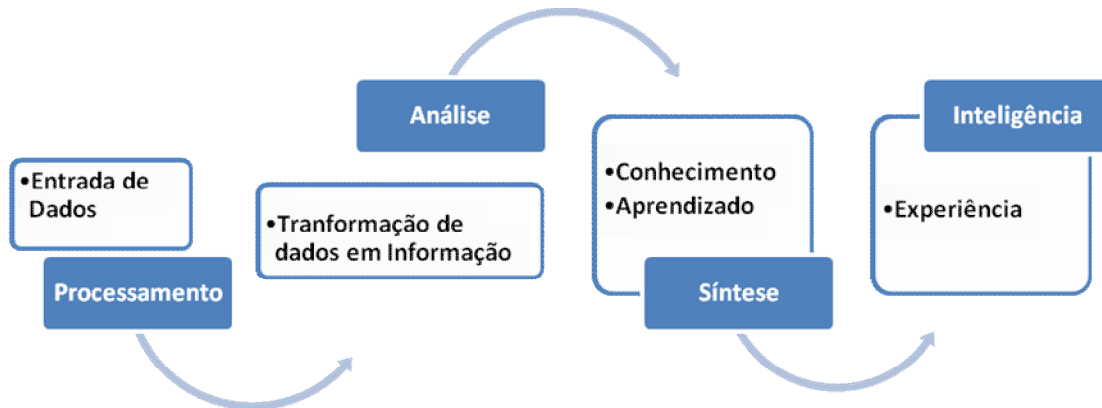 •Entrada de
Dados
Processamento
Análise
•Tranformação de
dados em Informação
•Conhecimento
•Aprendizado
Síntese
Inteligência
•Experiência